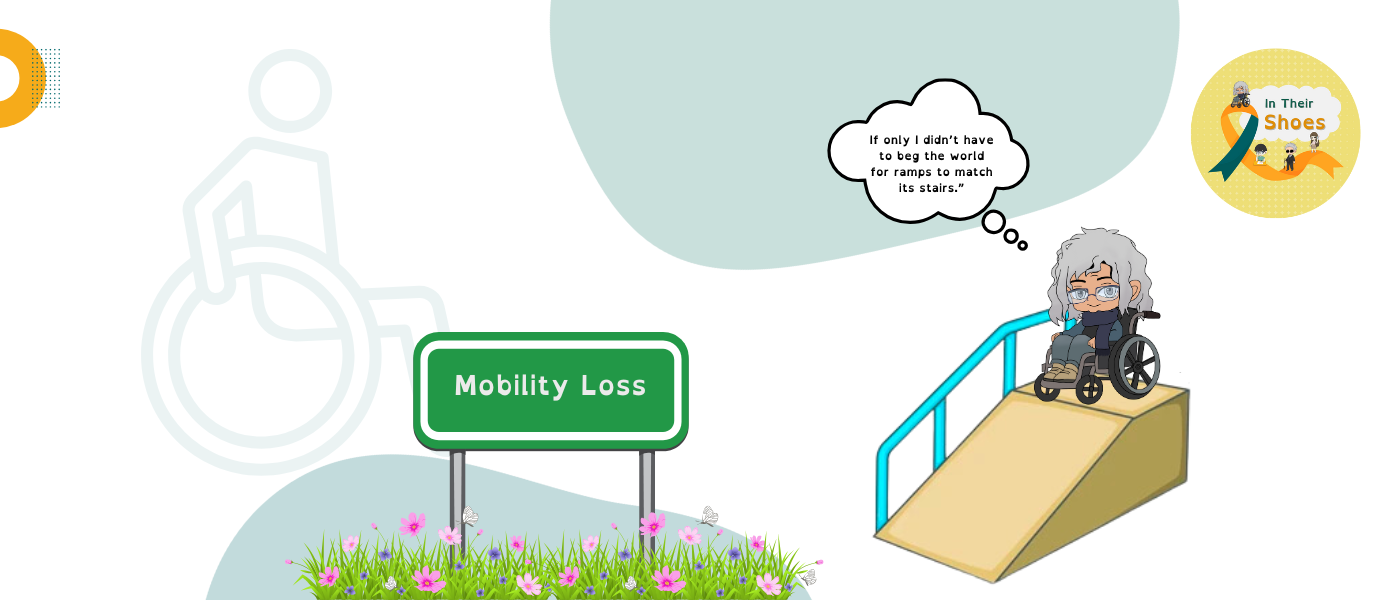 If only I didn’t have
to beg the world
for ramps to match
its stairs.”
In Their
Shoes
Mobility Loss